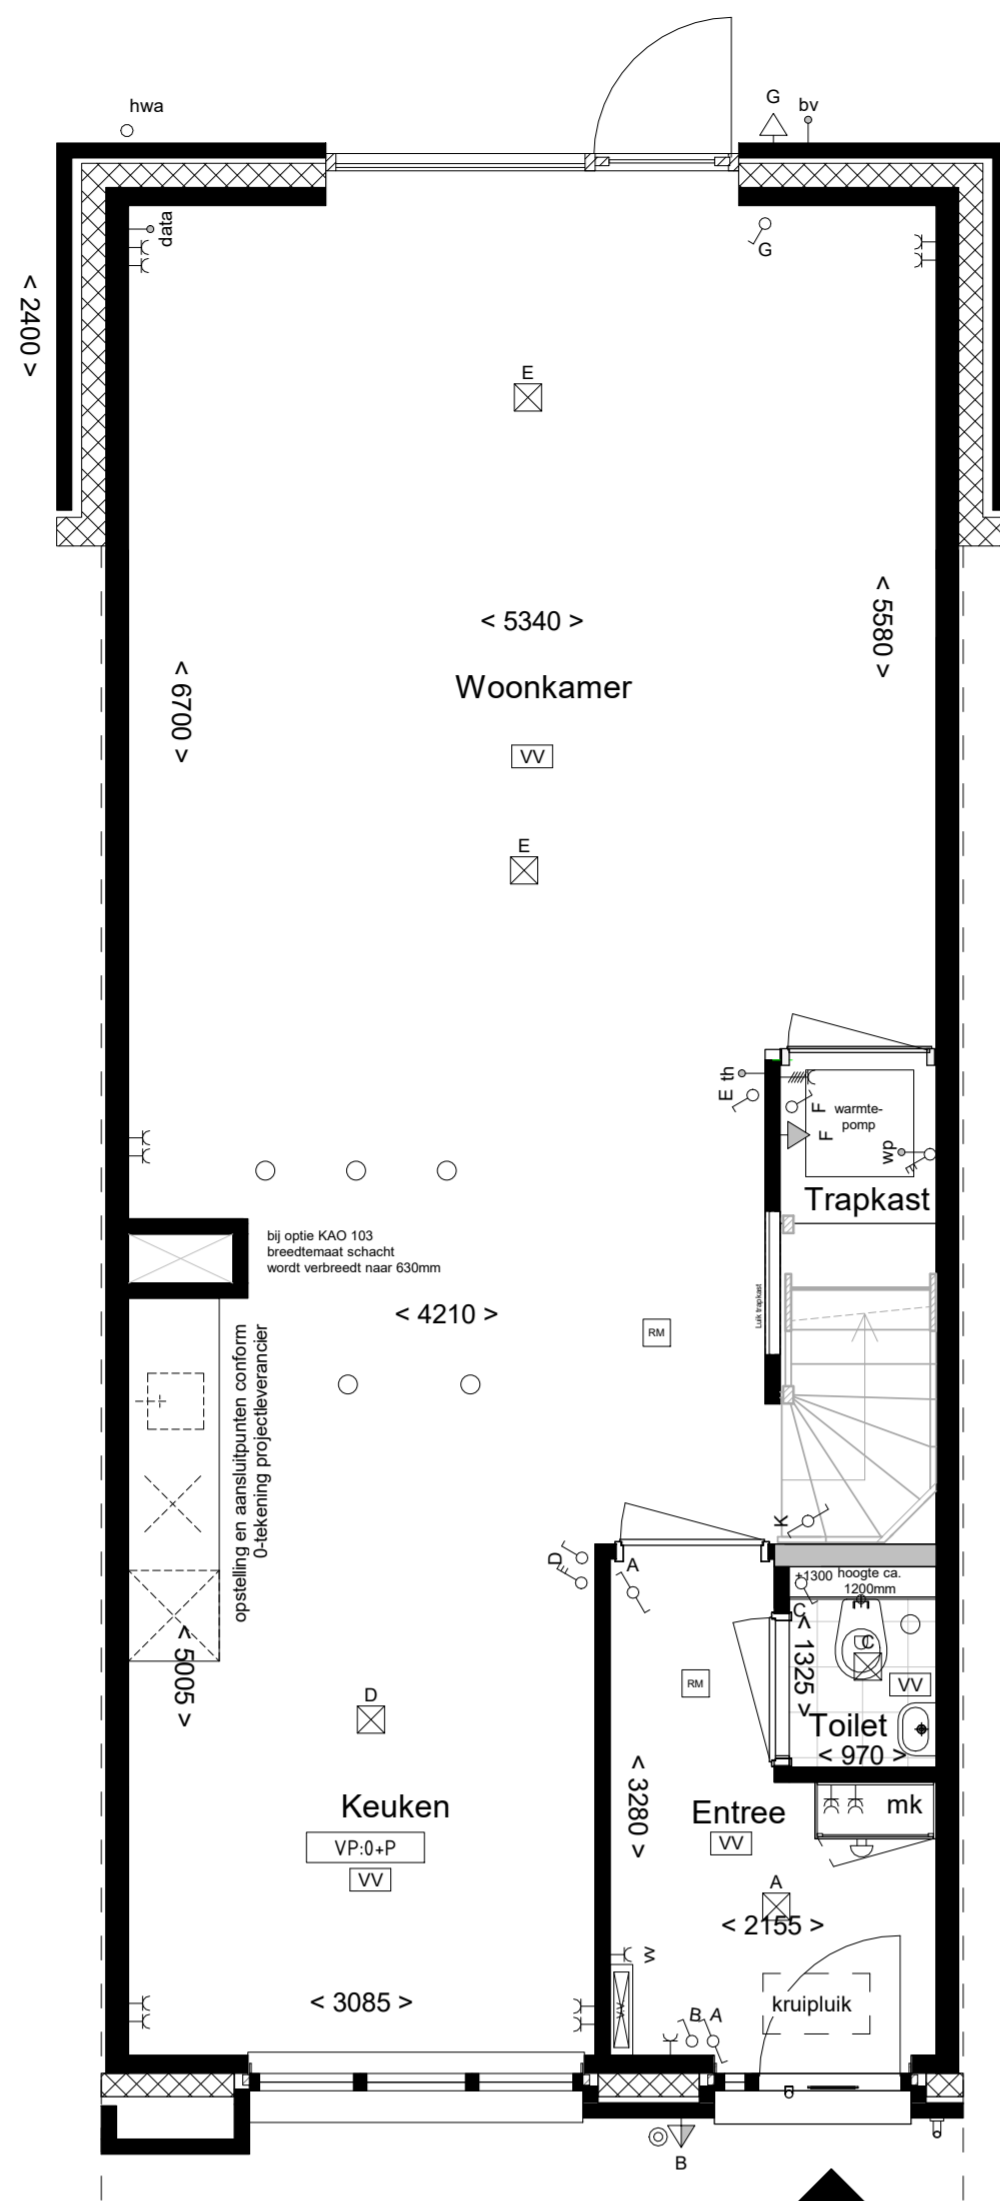 hwa
G
bv
data
G
< 2400 >
E
< 5340 >
< 5580 >
< 6700 >
Woonkamer
VV
E
E th
F
F
warmte-
pomp
wp
Trapkast
bij optie KAO 103
breedtemaat schacht
wordt verbreedt naar 630mm
Luik trapkast
< 4210 >
RM
opstelling en aansluitpunten conform
0-tekening projectleverancier
K
D
A
+1300
hoogte ca.
1200mm
C
C
< 1325 >
< 5005 >
RM
VV
D
Toilet
< 970 >
Keuken
< 3280 >
Entree
mk
VP:0+P
VV
VV
A
< 2155 >
W
< 3085 >
VV
B A
kruipluik
B